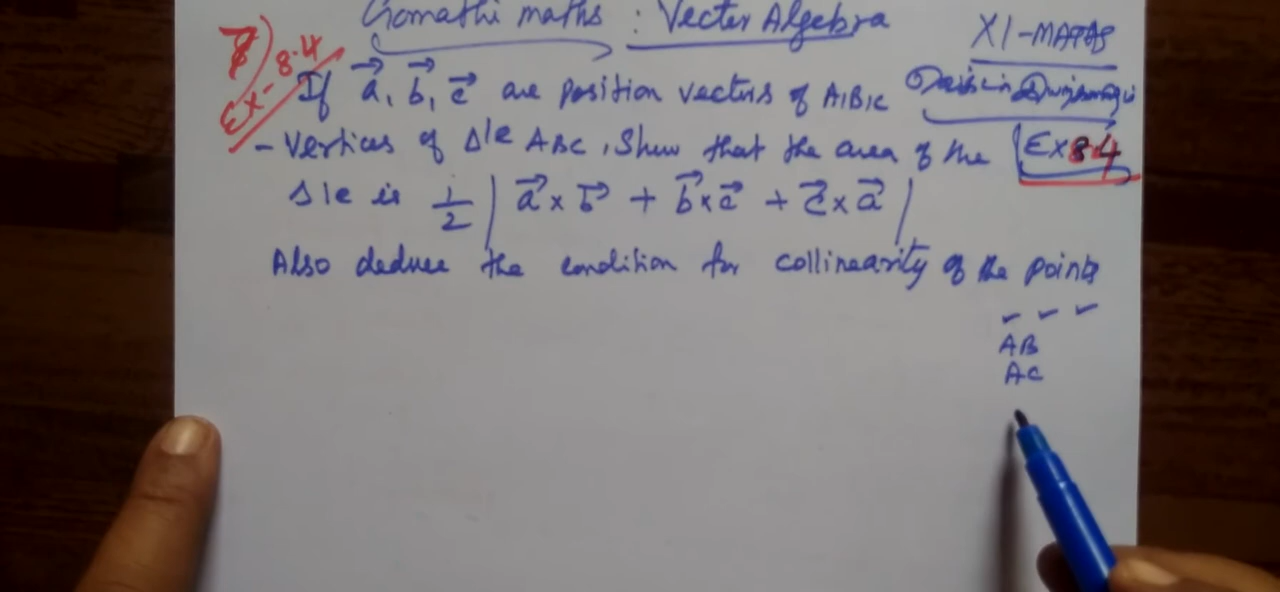 Gomathi maths : Vector Algebra
XI-MATHS
7)
Ex-8.4
If a⃗, b⃗, c⃗ are position vectors of A,B,C
- vertices of Δle ABC, Show that the area of the
Ex 8.4
Δle is 1/2 | a⃗ × b⃗ + b⃗ × c⃗ + c⃗ × a⃗ |
Also deduce the condition for collinearity of the points
AB
AC